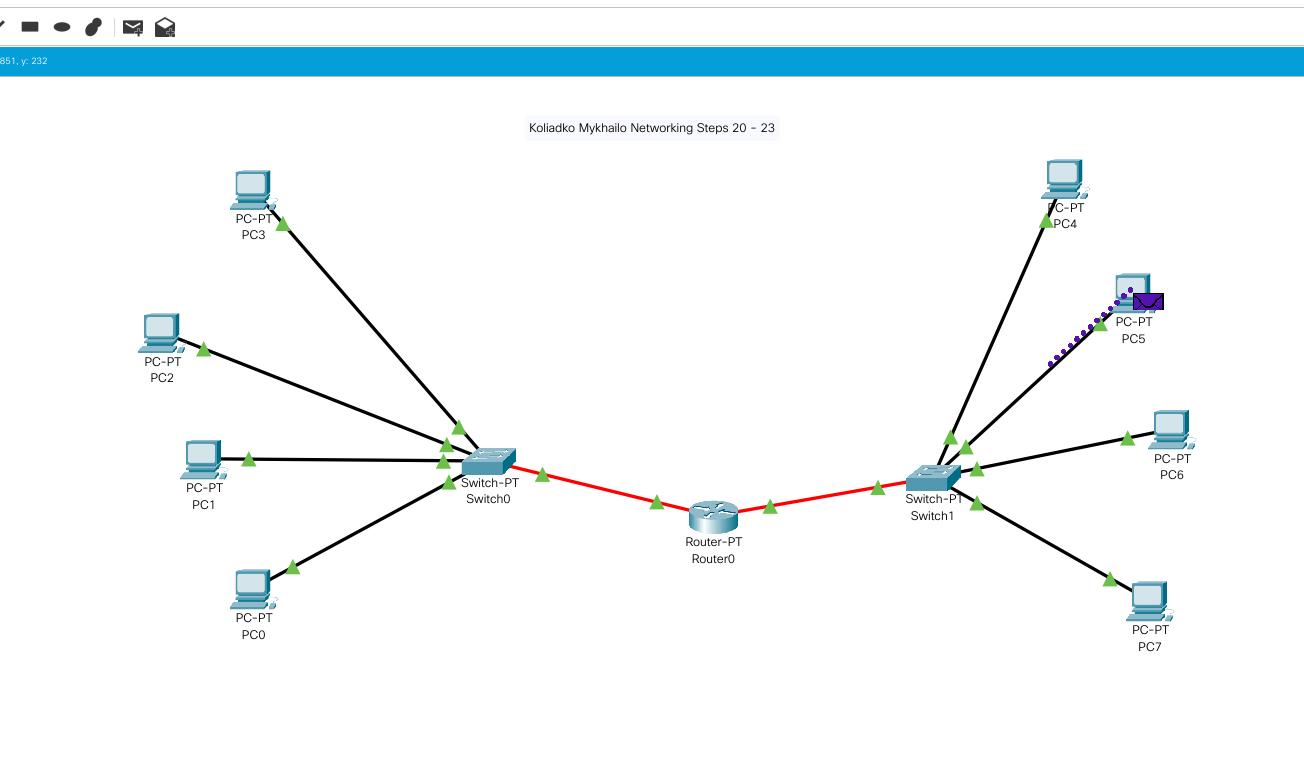 851, y: 232
Koliadko Mykhailo Networking Steps 20 - 23
PC-PT
PC3
PC-PT
PC4
PC-PT
PC5
PC-PT
PC2
PC-PT
PC6
PC-PT
PC1
Switch-PT
Switch0
Switch-PT
Switch1
Router-PT
Router0
PC-PT
PC0
PC-PT
PC7